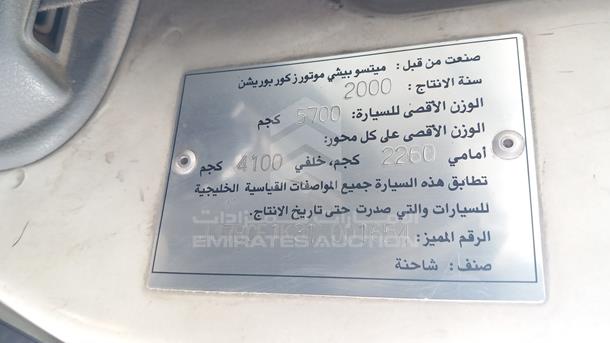 صنعت من قبل: ميتسوبيشي موتورز كوربوريشن
سنة الانتاج: 2000
الوزن الأقصى للسيارة: 5700 كجم
الوزن الأقصى على كل محور:
أمامي 2260 كجم، خلفي 4100 كجم
تطابق هذه السيارة جميع المواصفات القياسية الخليجية
للسيارات والتي صدرت حتى تاريخ الانتاج.
الرقم المميز:
صنف: شاحنة
الإمارات للمزادات
EMIRATES AUCTION